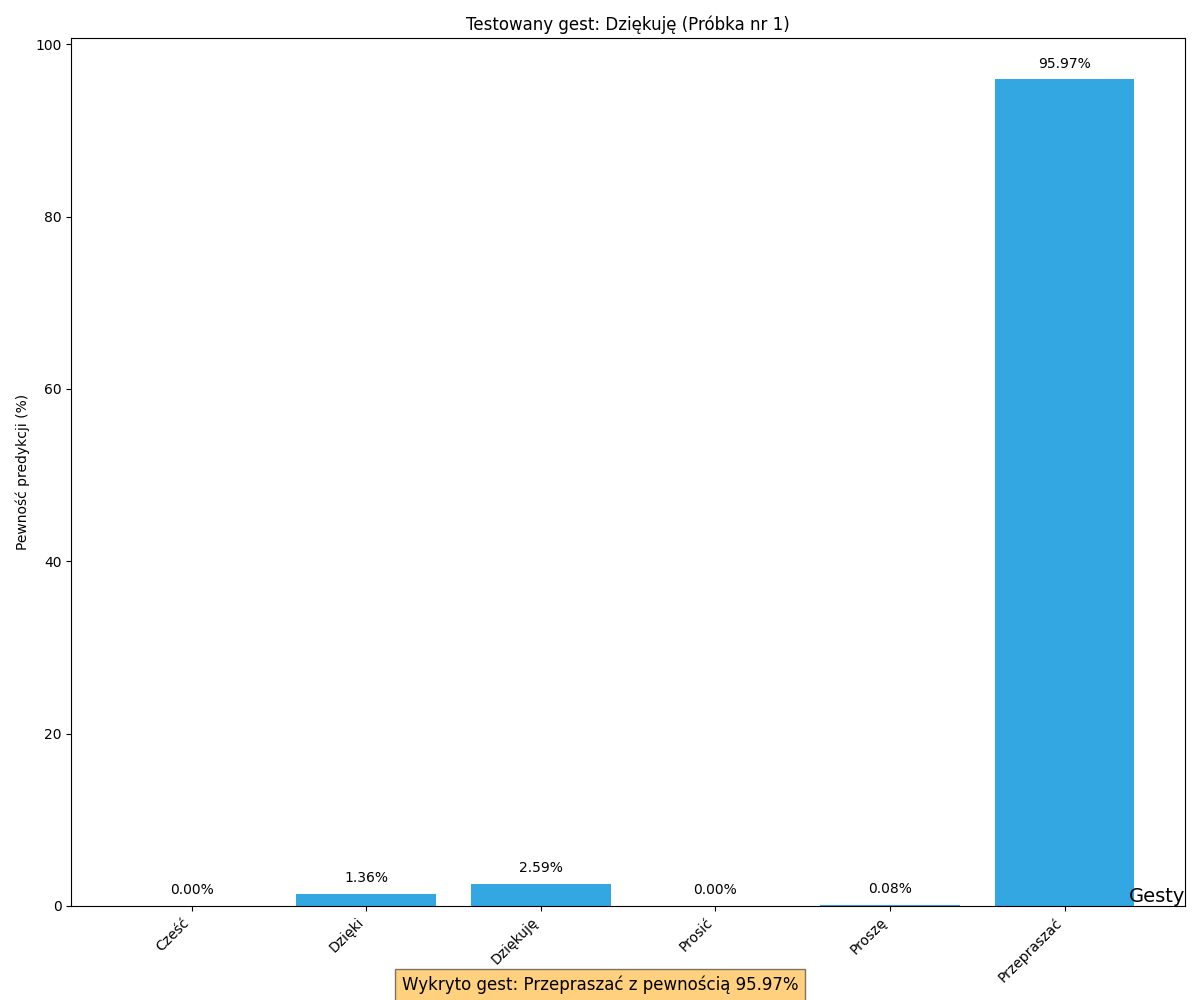 Testowany gest: Dziękuję (Próbka nr 1)
100
80
60
40
20
0
Pewność predykcji (%)
0.00%
1.36%
2.59%
0.00%
0.08%
95.97%
Gesty
Cześć
Dzięki
Dziękuję
Prosić
Proszę
Przepraszać
Wykryto gest: Przepraszać z pewnością 95.97%